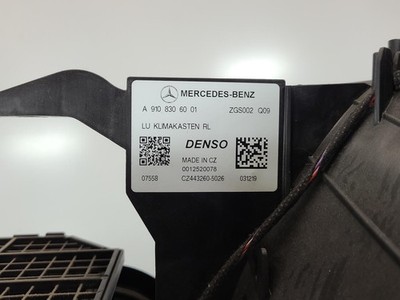 MERCEDES-BENZ
A 910 830 60 01 ZGS002 Q09
LU KLIMAKASTEN RL
DENSO
MADE IN CZ
0012520078
07558 CZ443260-5026 031219